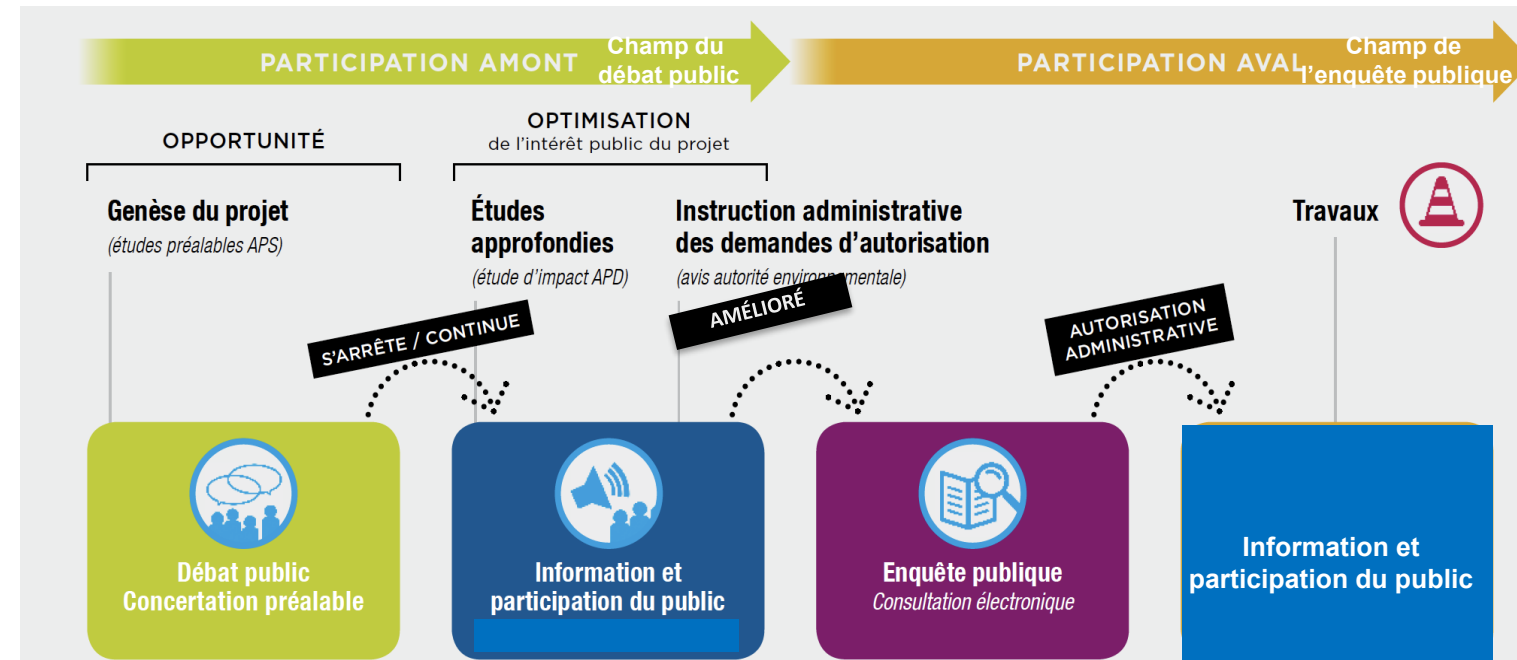 PARTICIPATION AMONT
Champ du
débat public
PARTICIPATION AVAL
Champ de
l'enquête publique
OPPORTUNITÉ
OPTIMISATION
de l'intérêt public du projet
Genèse du projet
(études préalables APS)
Études
approfondies
(étude d'impact APD)
Instruction administrative
des demandes d'autorisation
(avis autorité environnementale)
Travaux
S'ARRÊTE / CONTINUE
AMÉLIORÉ
AUTORISATION
ADMINISTRATIVE
Débat public
Concertation préalable
Information et
participation du public
Enquête publique
Consultation électronique
Information et
participation du public